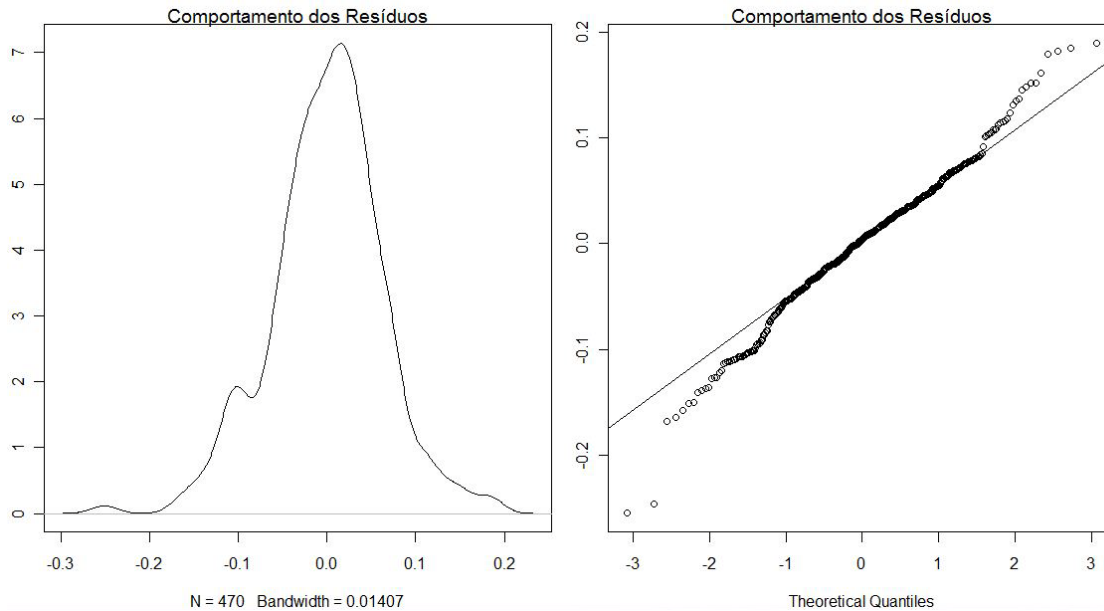 Comportamento dos Resíduos
7
6
5
4
3
2
1
0
-0.3 -0.2 -0.1 0.0 0.1 0.2
N = 470 Bandwidth = 0.01407
Comportamento dos Resíduos
0.2
0.1
0.0
-0.1
-0.2
-3 -2 -1 0 1 2 3
Theoretical Quantiles